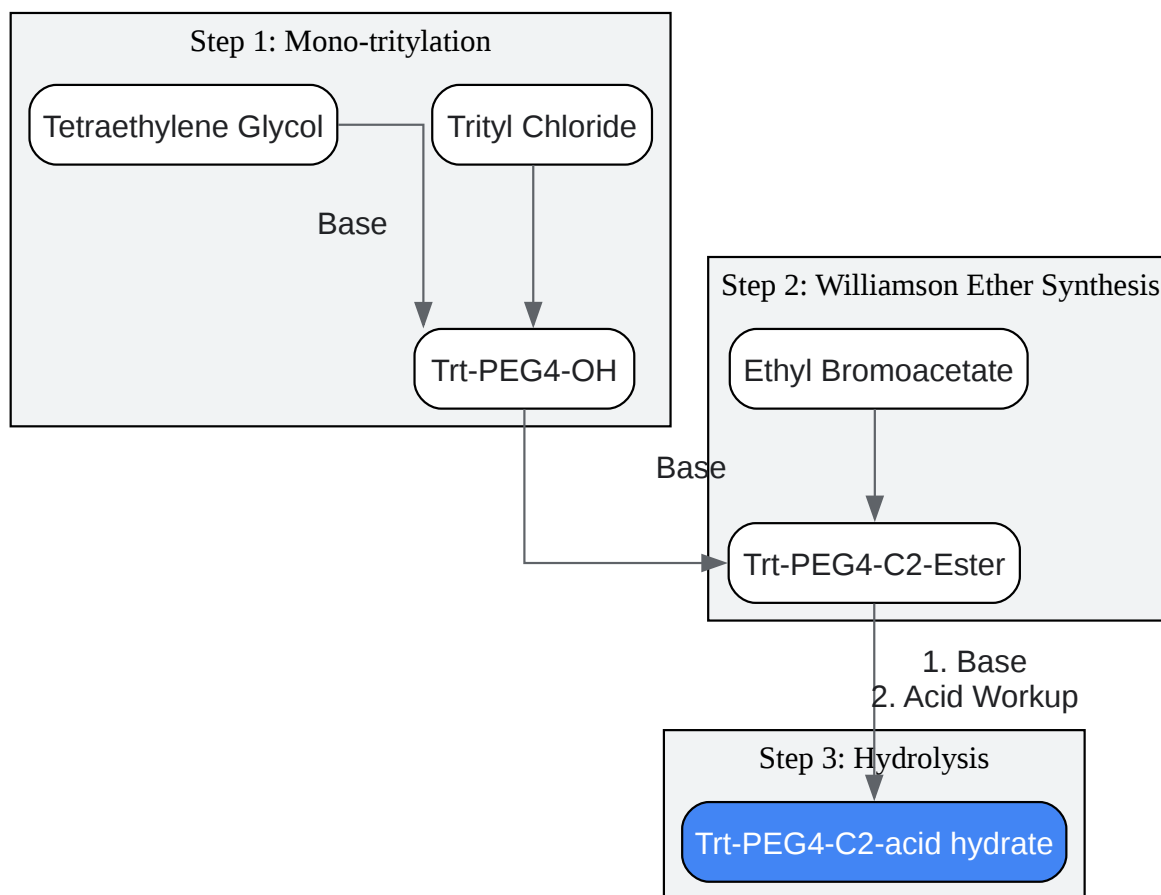 Step 1: Mono-tritylation
Tetraethylene Glycol
Trityl Chloride
Base
Trt-PEG4-OH
Step 2: Williamson Ether Synthesis
Ethyl Bromoacetate
Base
Trt-PEG4-C2-Ester
1. Base
2. Acid Workup
Step 3: Hydrolysis
Trt-PEG4-C2-acid hydrate